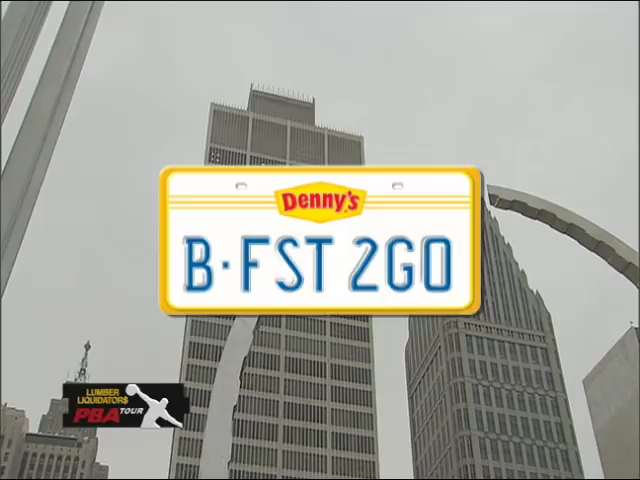 Denny's
B·FST 2GO
LUMBER
LIQUIDATORS
PBA TOUR